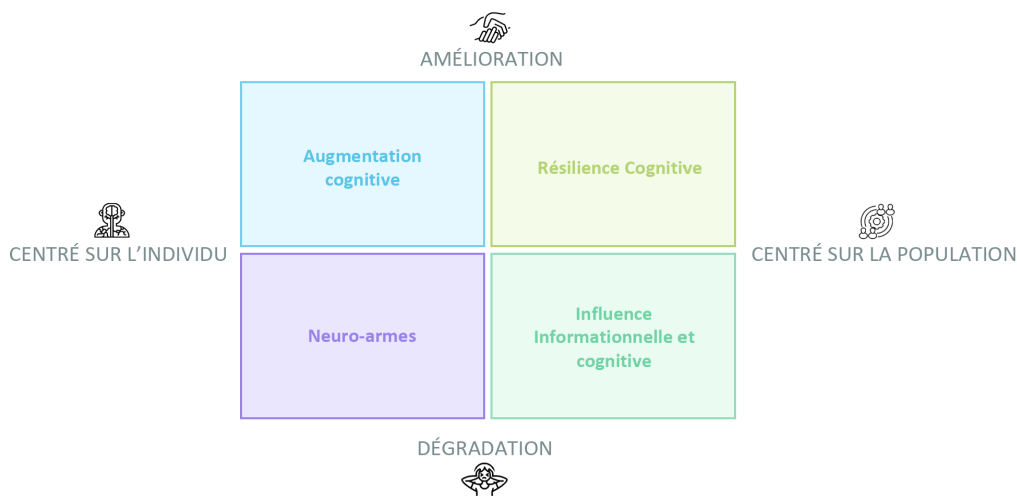 AMÉLIORATION
Augmentation
cognitive
Résilience Cognitive
CENTRÉ SUR L’INDIVIDU
CENTRÉ SUR LA POPULATION
Neuro-armes
Influence
Informationnelle et
cognitive
DÉGRADATION